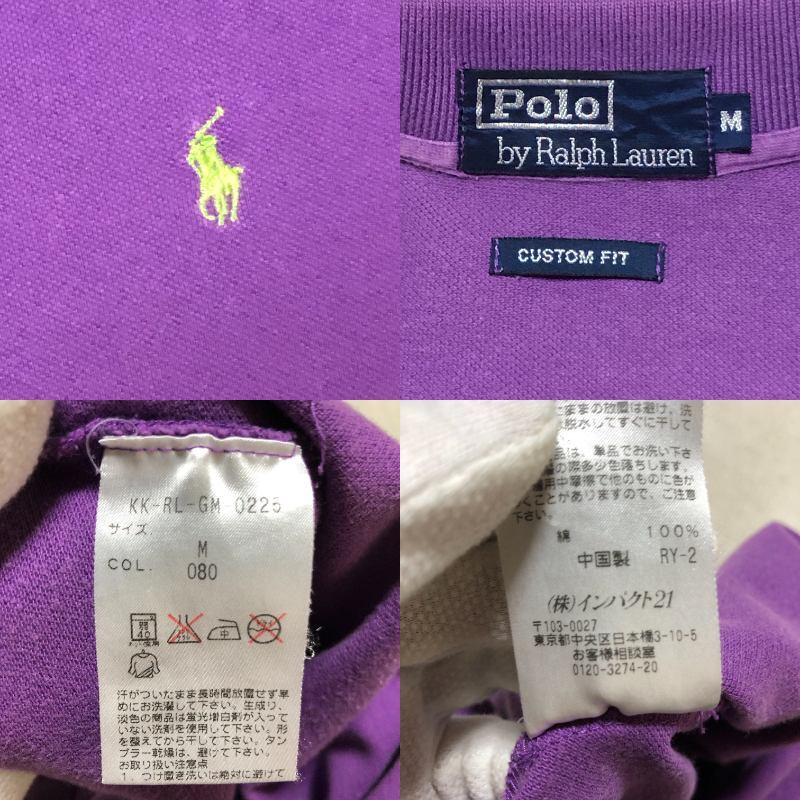 Polo
by Ralph Lauren
M
CUSTOM FIT
KK-RL-GM-0225
サイズ
M
COL. 080
40
中
汗がついたまま長時間放置せず早
めにお洗濯して下さい。生成り、
淡色の商品は蛍光増白剤が入って
いない洗剤を使用して下さい。形
を整えてから干して下さい。タン
ブラー乾燥は、避けて下さい。
お取り扱い注意
1．つけ置き洗いは絶対に避けて
たままの放置は避け、洗
脱水してすぐに干して
品は、単品でお洗い下さ
の際多少色落ちします。
用中摩擦で他のものに色が
くことがありますので、ご注意
下さい。
綿 100%
中国製 RY-2
(株)インパクト21
〒103-0027
東京都中央区日本橋3-10-5
お客様相談室
0120-3274-20